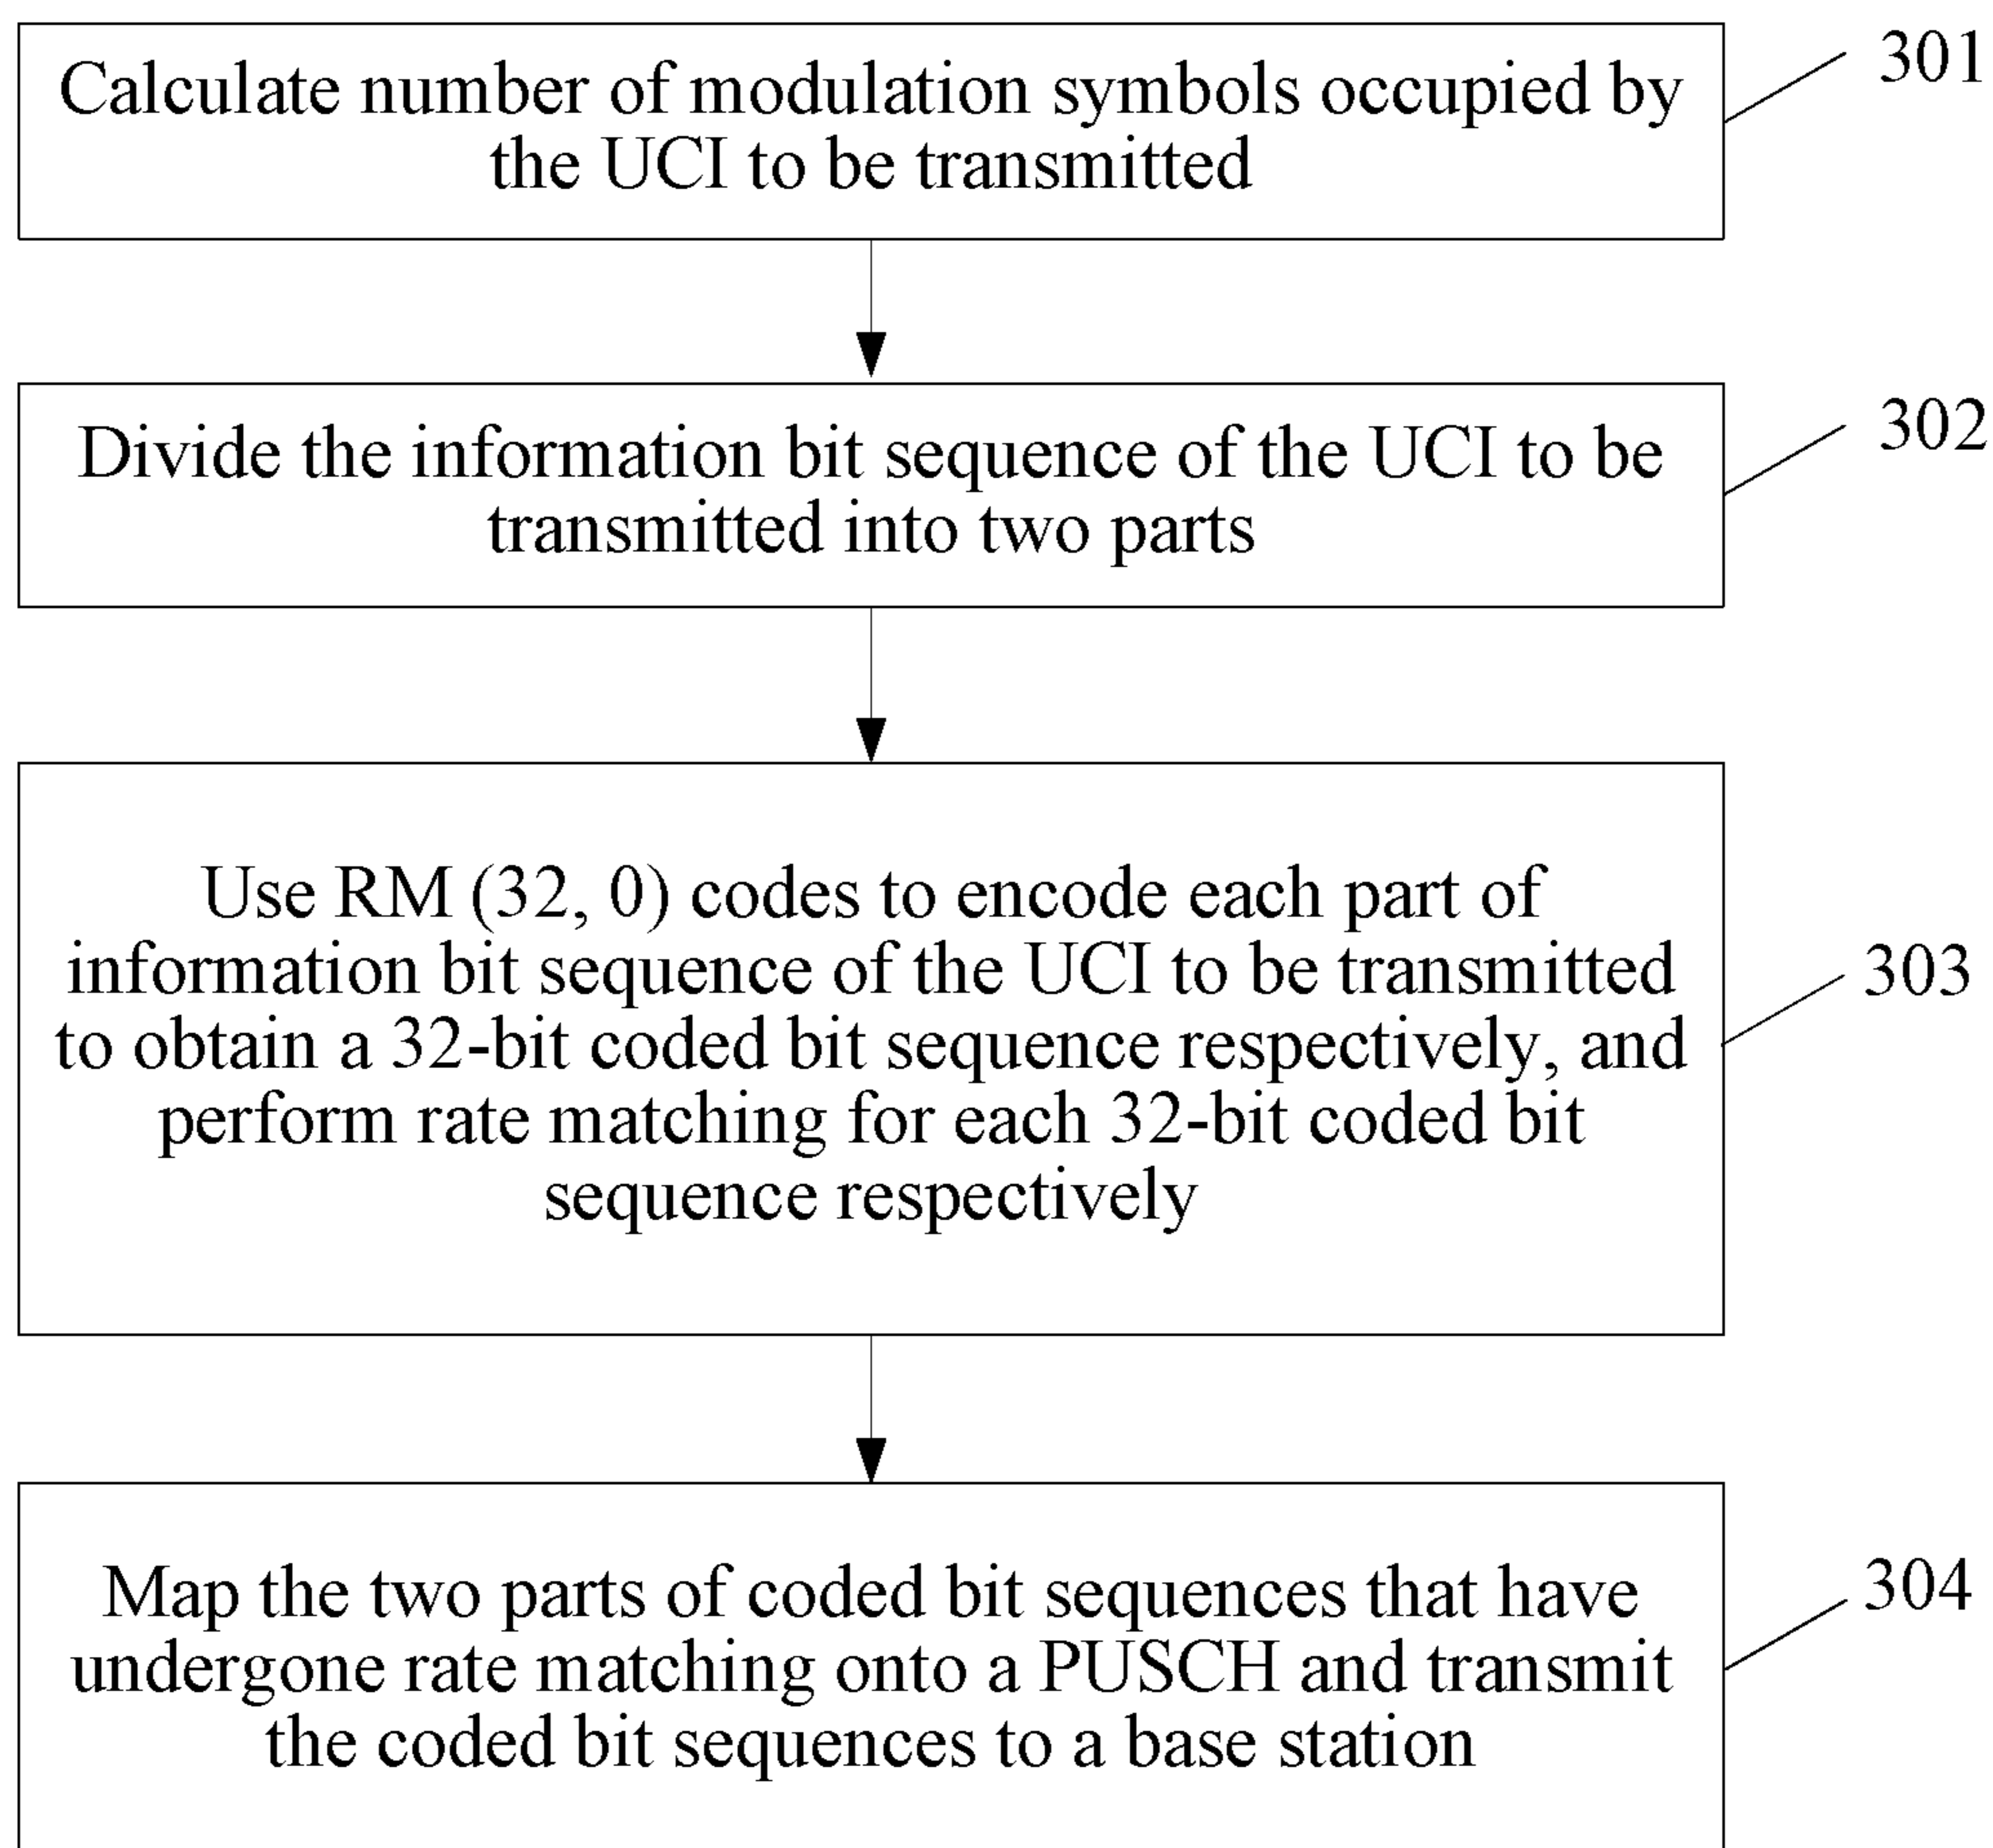 Calculate number of modulation symbols occupied by
the UCI to be transmitted
301
Divide the information bit sequence of the UCI to be
transmitted into two parts
302
Use RM (32, 0) codes to encode each part of
information bit sequence of the UCI to be transmitted
to obtain a 32-bit coded bit sequence respectively, and
perform rate matching for each 32-bit coded bit
sequence respectively
303
Map the two parts of coded bit sequences that have
undergone rate matching onto a PUSCH and transmit
the coded bit sequences to a base station
304